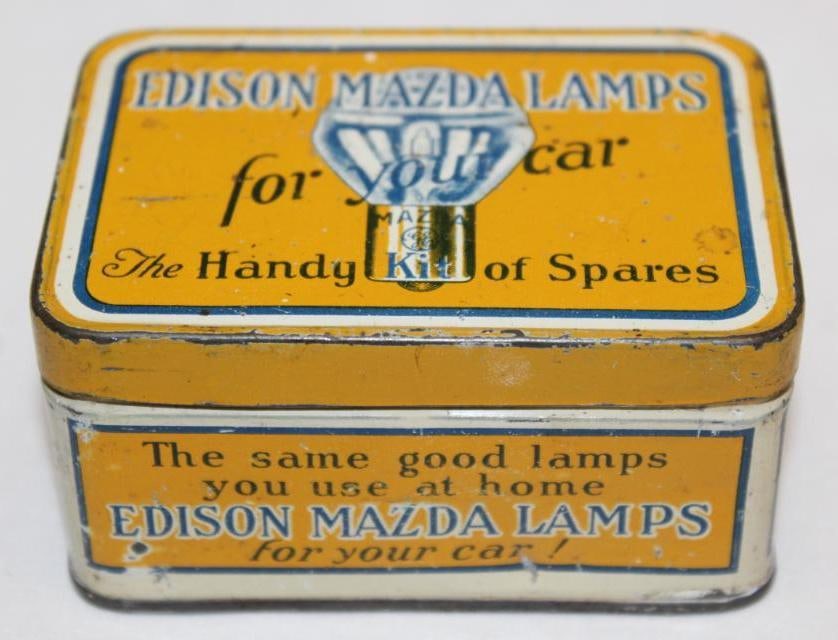 EDISON MAZDA LAMPS
for your car
MAZDA
GE
The Handy Kit of Spares
The same good lamps
you use at home
EDISON MAZDA LAMPS
for your car!